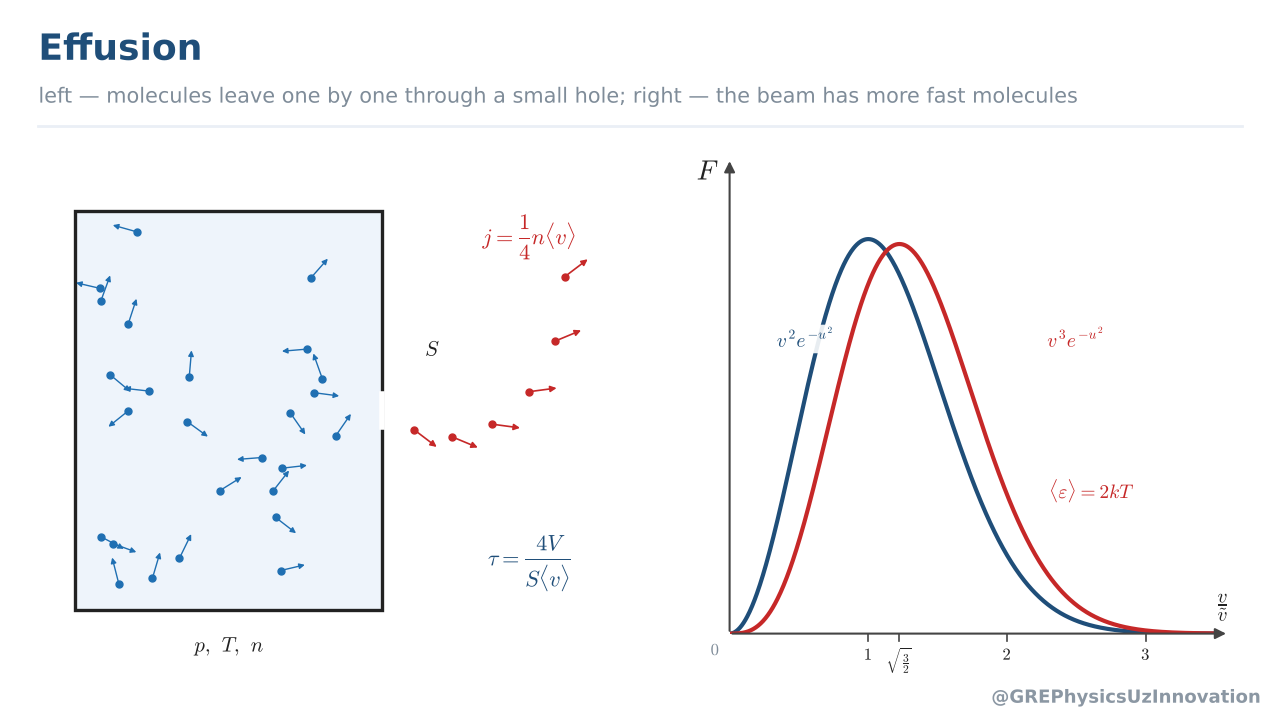 Effusion
left — molecules leave one by one through a small hole; right — the beam has more fast molecules
j = 1/4 n⟨v⟩
S
τ = 4V / S⟨v⟩
p, T, n
F
v²e^{−u²}
v³e^{−u²}
⟨ε⟩ = 2kT
v/ṽ
0
1
√(3/2)
2
3
@GREPhysicsUzInnovation